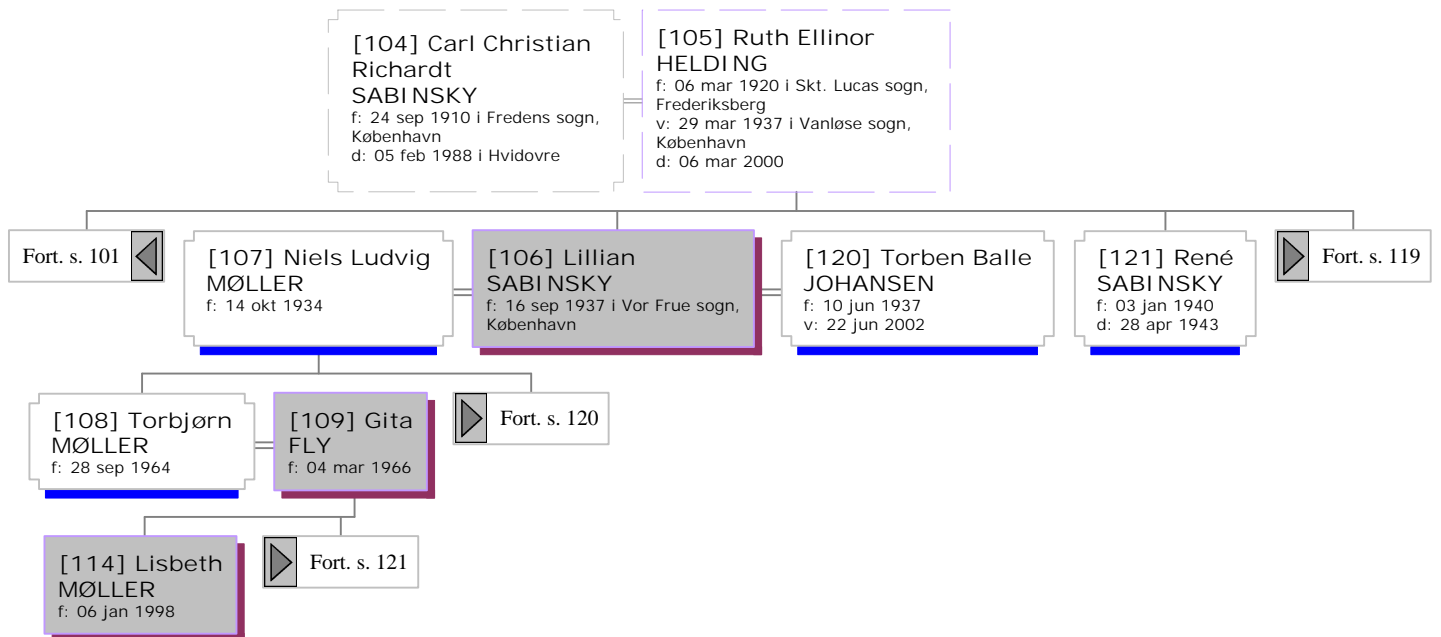 [104] Carl Christian
Richardt
SABINSKY
f: 24 sep 1910 i Fredens sogn,
København
d: 05 feb 1988 i Hvidovre
[105] Ruth Ellinor
HELDING
f: 06 mar 1920 i Skt. Lucas sogn,
Frederiksberg
v: 29 mar 1937 i Vanløse sogn,
København
d: 06 mar 2000
Fort. s. 101
[107] Niels Ludvig
MØLLER
f: 14 okt 1934
[106] Lillian
SABINSKY
f: 16 sep 1937 i Vor Frue sogn,
København
[120] Torben Balle
JOHANSEN
f: 10 jun 1937
v: 22 jun 2002
[121] René
SABINSKY
f: 03 jan 1940
d: 28 apr 1943
Fort. s. 119
[108] Torbjørn
MØLLER
f: 28 sep 1964
[109] Gita
FLY
f: 04 mar 1966
Fort. s. 120
[114] Lisbeth
MØLLER
f: 06 jan 1998
Fort. s. 121